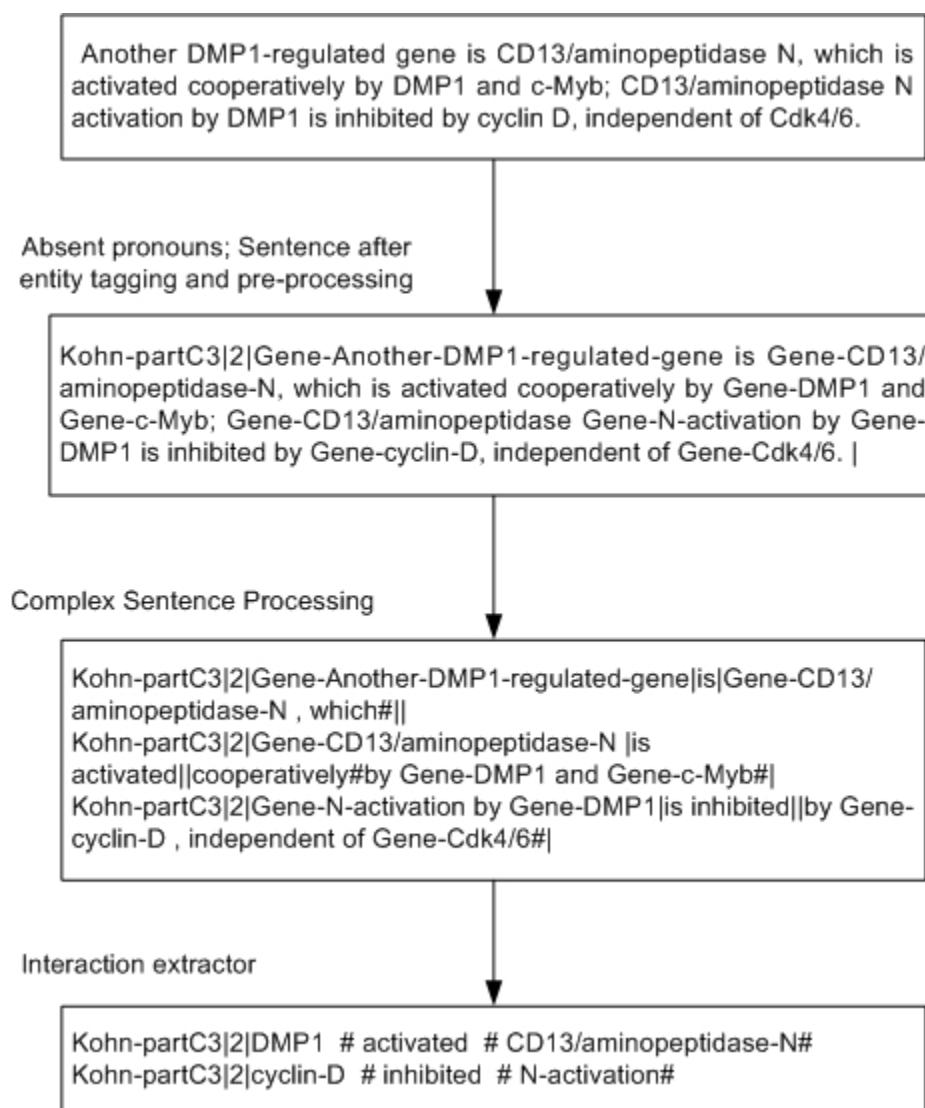 Another DMP1-regulated gene is CD13/aminopeptidase N, which is
activated cooperatively by DMP1 and c-Myb; CD13/aminopeptidase N
activation by DMP1 is inhibited by cyclin D, independent of Cdk4/6.
Absent pronouns; Sentence after
entity tagging and pre-processing
Kohn-partC3|2|Gene-Another-DMP1-regulated-gene is Gene-CD13/
aminopeptidase-N, which is activated cooperatively by Gene-DMP1 and
Gene-c-Myb; Gene-CD13/aminopeptidase Gene-N-activation by Gene-
DMP1 is inhibited by Gene-cyclin-D, independent of Gene-Cdk4/6. |
Complex Sentence Processing
Kohn-partC3|2|Gene-Another-DMP1-regulated-gene|is|Gene-CD13/
aminopeptidase-N , which#||
Kohn-partC3|2|Gene-CD13/aminopeptidase-N |is
activated||cooperatively#by Gene-DMP1 and Gene-c-Myb#|
Kohn-partC3|2|Gene-N-activation by Gene-DMP1|is inhibited||by Gene-
cyclin-D , independent of Gene-Cdk4/6#|
Interaction extractor
Kohn-partC3|2|DMP1 # activated # CD13/aminopeptidase-N#
Kohn-partC3|2|cyclin-D # inhibited # N-activation#